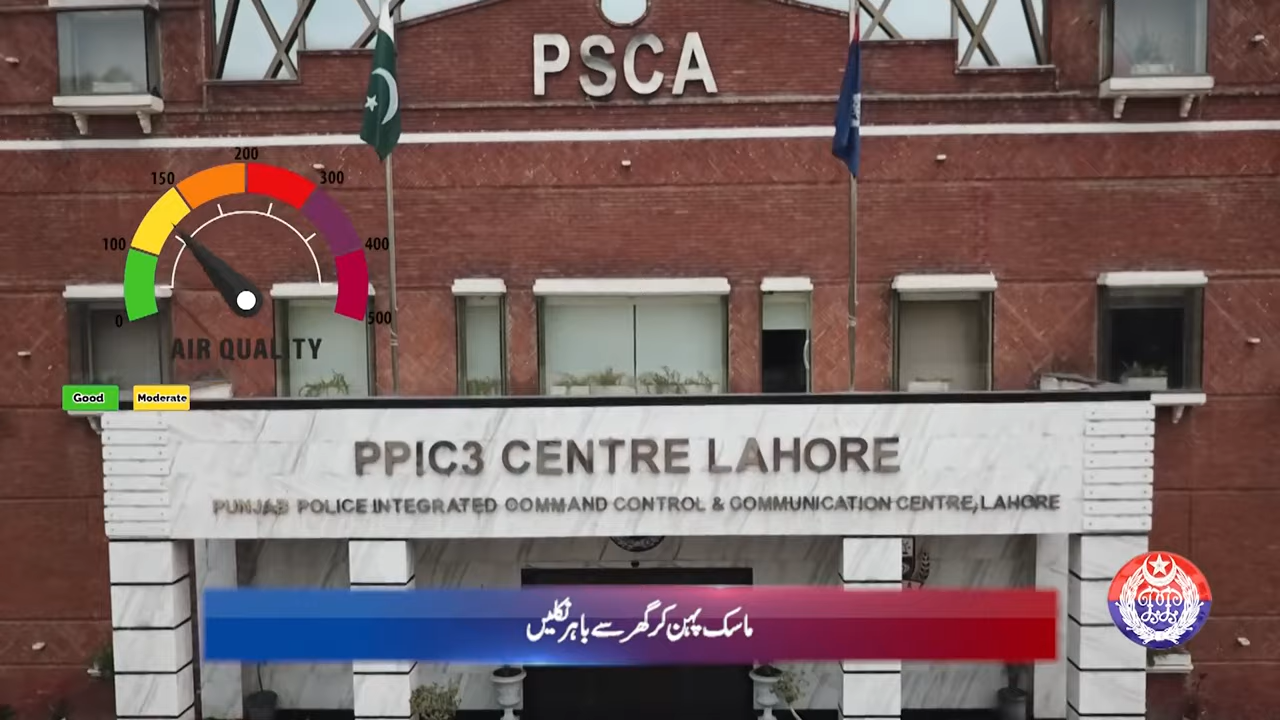 PSCA
200
150
300
100
400
0
500
AIR QUALITY
Good
Moderate
PPIC3 CENTRE LAHORE
PUNJAB POLICE INTEGRATED COMMAND CONTROL & COMMUNICATION CENTRE, LAHORE
ماسک پہن کر گھر سے باہر نکلیں